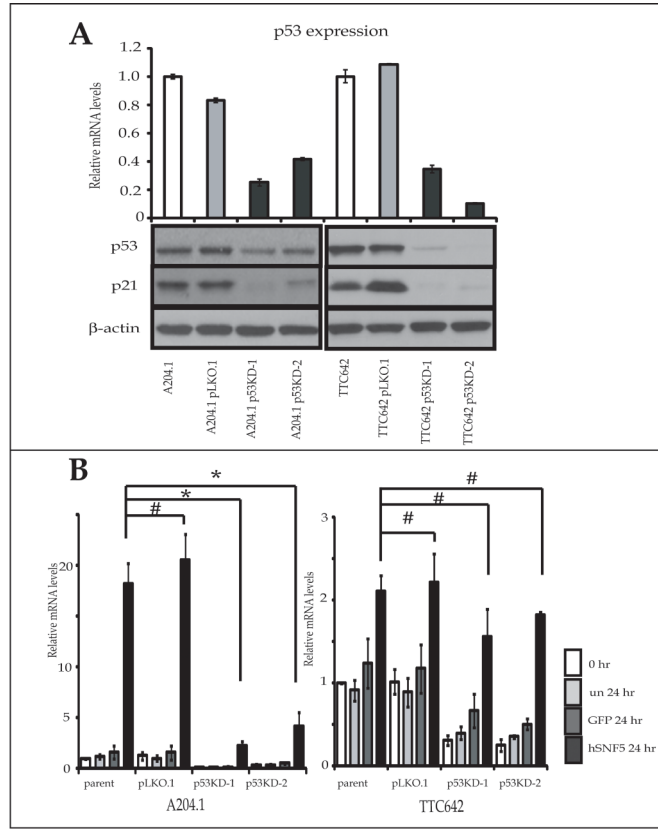 A
p53 expression
Relative mRNA levels
1.2
1.0
0.8
0.6
0.4
0.2
0
p53
p21
β-actin
A204.1
A204.1 pLKO.1
A204.1 p53KD-1
A204.1 p53KD-2
TTC642
TTC642 pLKO.1
TTC642 p53KD-1
TTC642 p53KD-2
B
*
*
#
Relative mRNA levels
20
10
5
0
parent
pLKO.1
p53KD-1
p53KD-2
A204.1
#
#
#
Relative mRNA levels
3
2
1
0
parent
pLKO.1
p53KD-1
p53KD-2
TTC642
0 hr
un 24 hr
GFP 24 hr
hSNF5 24 hr